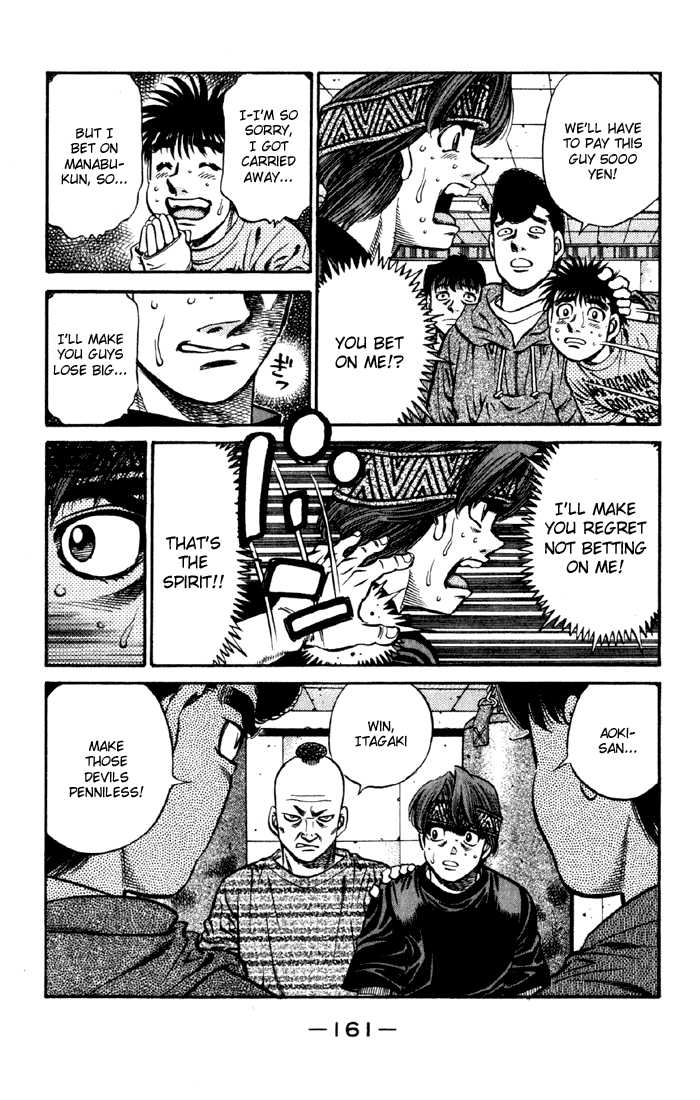 WE'LL HAVE
TO PAY THIS
GUY 5000
YEN!
YOU BET
ON ME!?
I-I'M SO
SORRY,
I GOT
CARRIED
AWAY...
BUT I
BET ON
MANABU-
KUN, SO...
I'LL MAKE
YOU GUYS
LOSE BIG...
ぎっ
I'LL MAKE
YOU REGRET
NOT BETTING
ON ME!
THAT'S
THE
SPIRIT!!
AOKI-
SAN...
WIN,
ITAGAKI
MAKE
THOSE
DEVILS
PENNILESS!
—161—